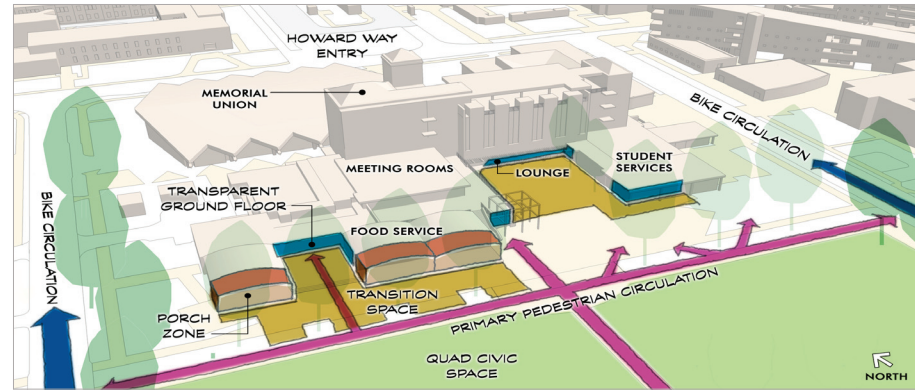 HOWARD WAY
ENTRY
MEMORIAL
UNION
BIKE CIRCULATION
MEETING ROOMS
LOUNGE
STUDENT
SERVICES
TRANSPARENT
GROUND FLOOR
FOOD SERVICE
BIKE CIRCULATION
TRANSITION
SPACE
PORCH
ZONE
PRIMARY PEDESTRIAN CIRCULATION
QUAD CIVIC
SPACE
NORTH